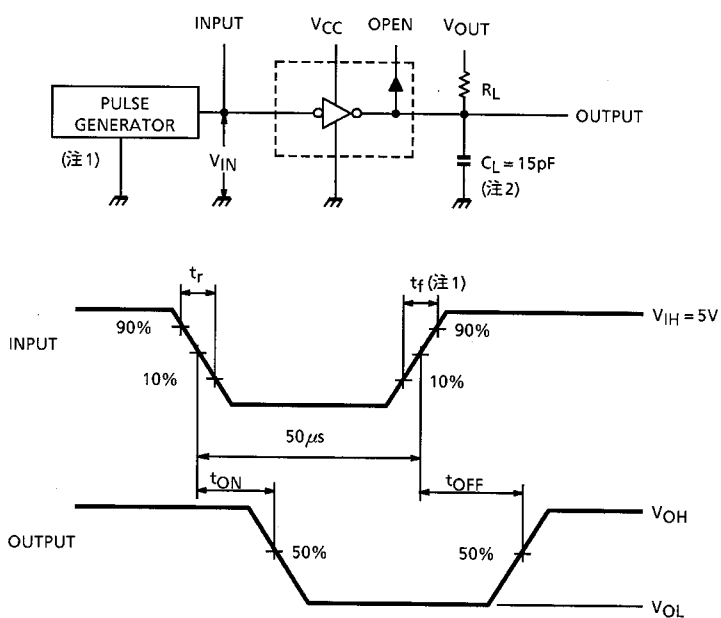 INPUT
VCC
OPEN
VOUT
PULSE
GENERATOR
(注1)
VIN
RL
OUTPUT
CL = 15pF
(注2)
tr
tf (注1)
90%
90%
VIH = 5V
INPUT
10%
10%
50μs
tON
tOFF
VOH
OUTPUT
50%
50%
VOL